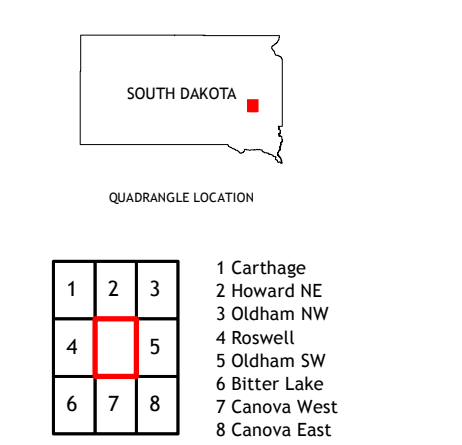 SOUTH DAKOTA
QUADRANGLE LOCATION
1 2 3
4 5
6 7 8
1 Carthage
2 Howard NE
3 Oldham NW
4 Roswell
5 Oldham SW
6 Bitter Lake
7 Canova West
8 Canova East